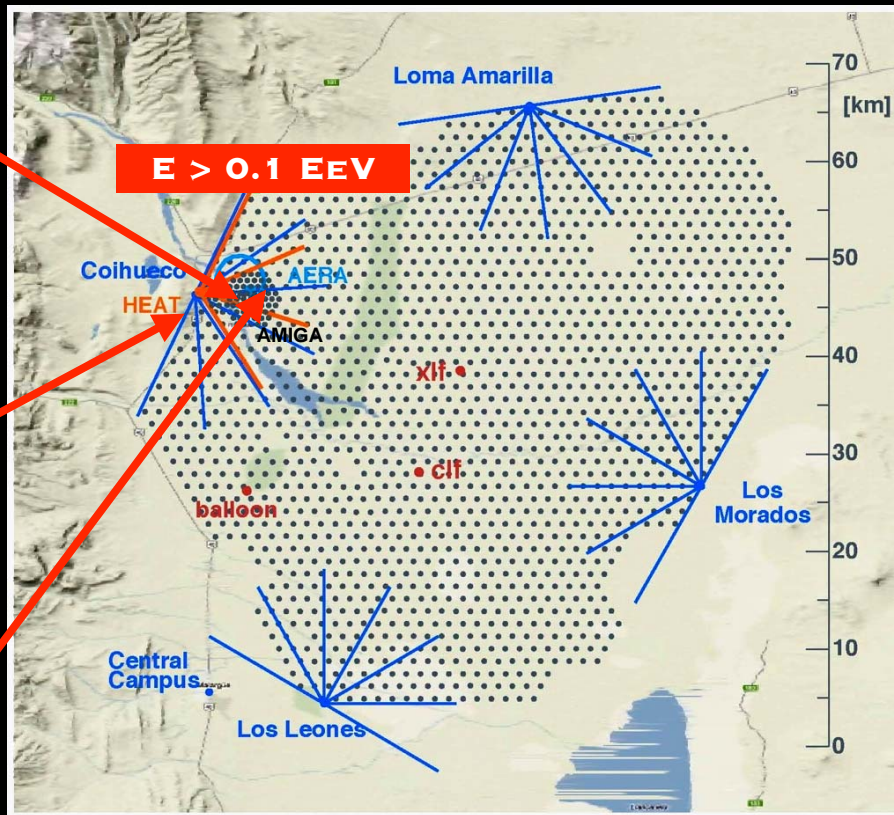 Loma Amarilla
70
[km]
E > 0.1 EeV
60
50
Coihueco
AERA
HEAT
AMIGA
xlf
40
30
clf
balloon
Los
Morados
20
10
Central
Campus
Malargüe
Los Leones
0